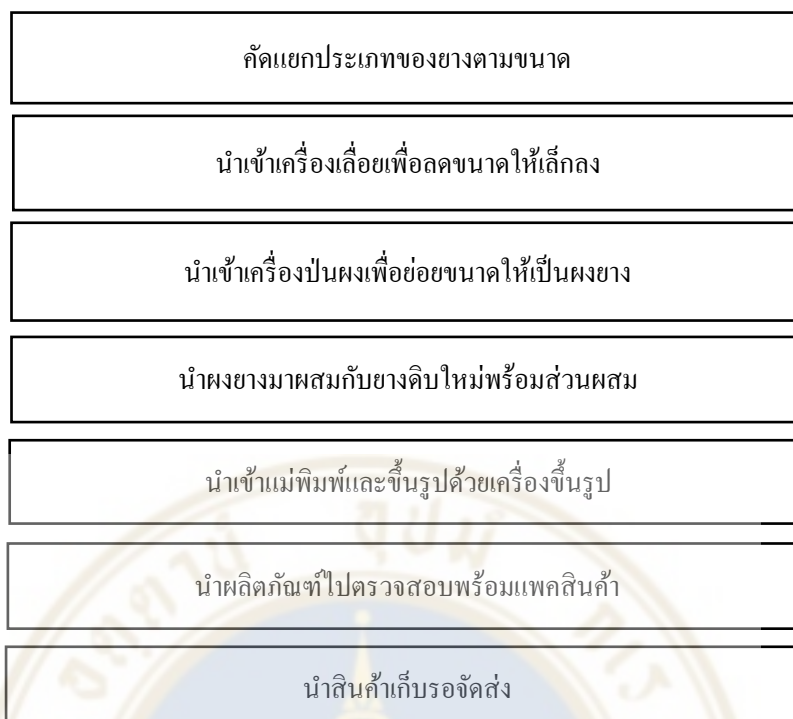 คัดแยกประเภทของยางตามขนาด
นำเข้าเครื่องเลื่อยเพื่อลดขนาดให้เล็กลง
นำเข้าเครื่องป่นผงเพื่อย่อยขนาดให้เป็นผงยาง
นำผงยางมาผสมกับยางดิบใหม่พร้อมส่วนผสม
นำเข้าแม่พิมพ์และขึ้นรูปด้วยเครื่องขึ้นรูป
นำผลิตภัณฑ์ไปตรวจสอบพร้อมแพคสินค้า
นำสินค้าเก็บรอจัดส่ง